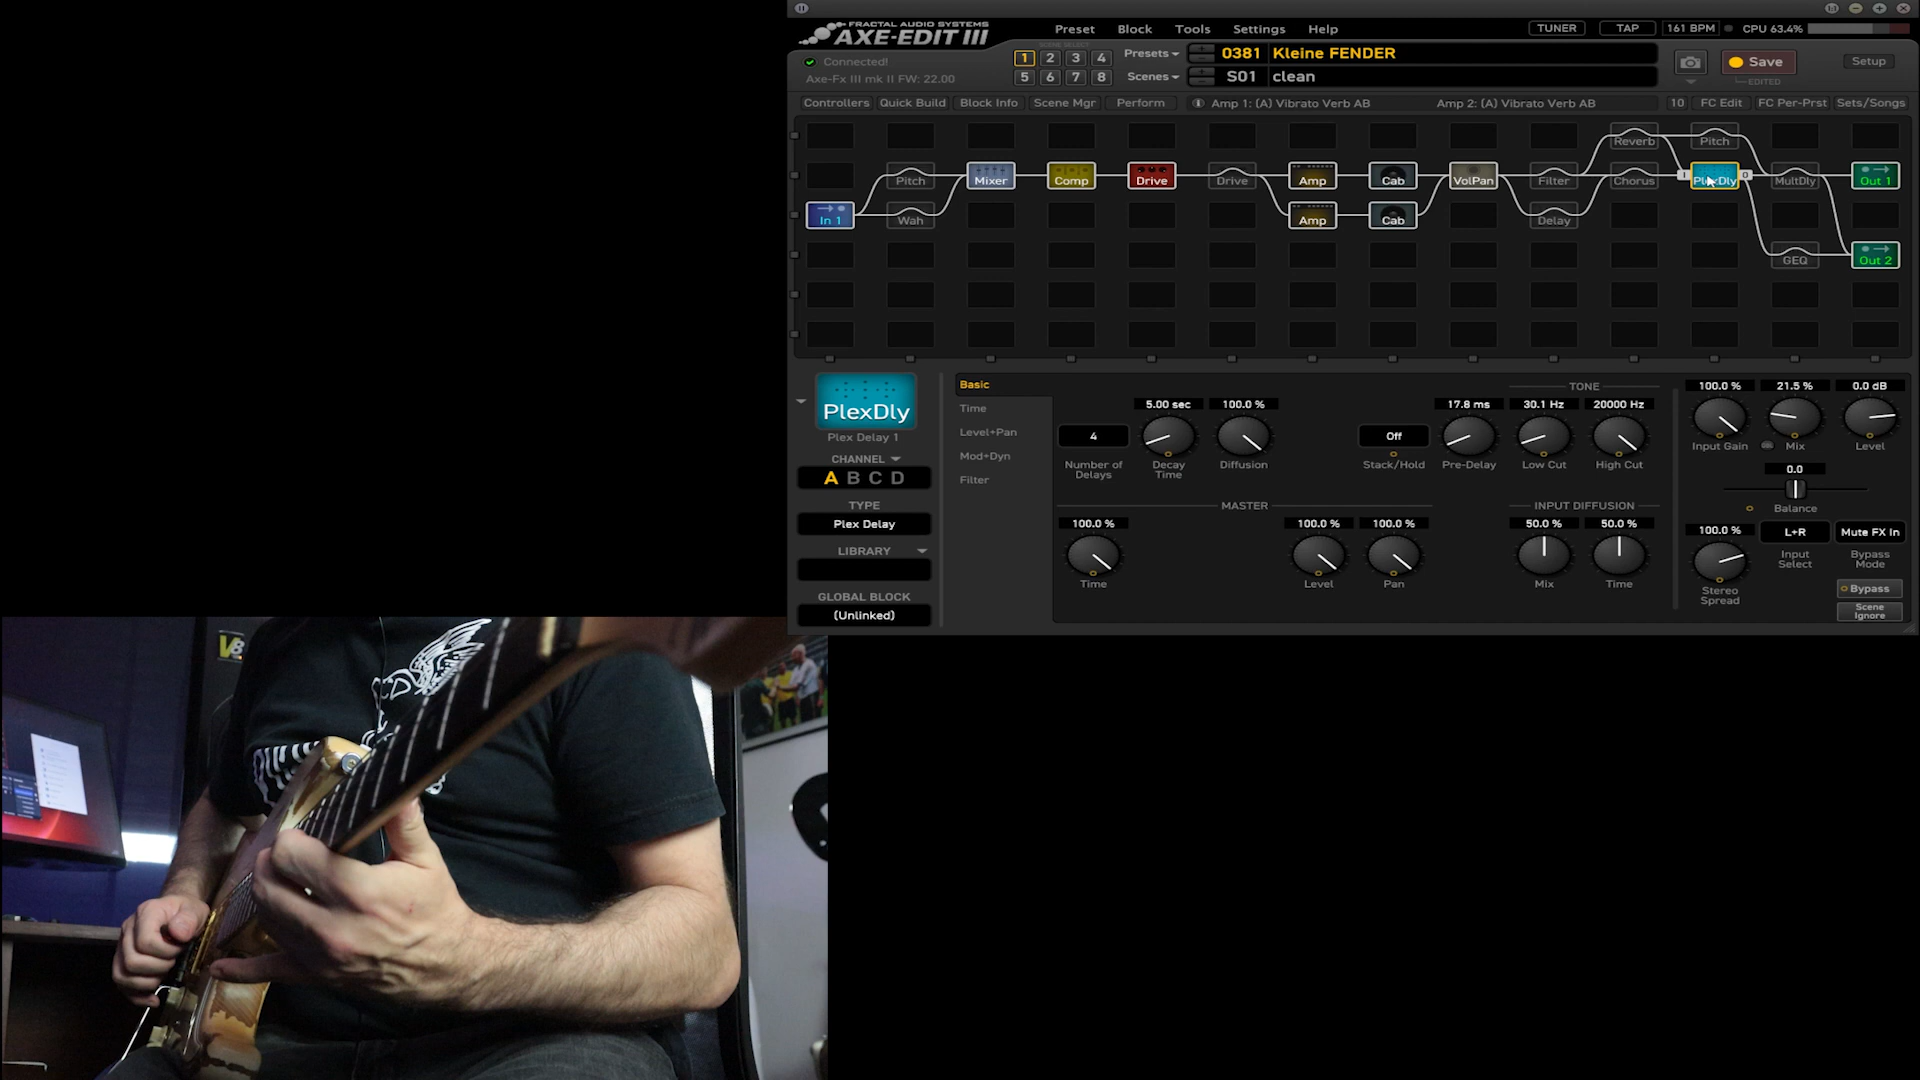 FRACTAL AUDIO SYSTEMS
AXE-EDIT III
Preset Block Tools Settings Help
TUNER TAP 161 BPM CPU 63.4%
Connected!
Axe-Fx III mk II FW: 22.00
SCENE SELECT
1 2 3 4
5 6 7 8
Presets 0381 Kleine FENDER
Scenes S01 clean
Save
EDITED
Setup
Controllers Quick Build Block Info Scene Mgr Perform Amp 1: (A) Vibrato Verb AB Amp 2: (A) Vibrato Verb AB 10 FC Edit FC Per-Prst Sets/Songs
Reverb Pitch
Pitch Mixer Comp Drive Drive Amp Cab VolPan Filter Chorus PlexDly MultDly Out 1
In 1 Wah Amp Cab Delay
GEQ Out 2
PlexDly
Plex Delay 1
CHANNEL
A B C D
TYPE
Plex Delay
LIBRARY
GLOBAL BLOCK
(Unlinked)
Basic
Time
Level+Pan
Mod+Dyn
Filter
TONE
5.00 sec 100.0 % 17.8 ms 30.1 Hz 20000 Hz
4 Off
Number of Delays Decay Time Diffusion Stack/Hold Pre-Delay Low Cut High Cut
MASTER INPUT DIFFUSION
100.0 % 100.0 % 100.0 % 50.0 % 50.0 %
Time Level Pan Mix Time
100.0 % 21.5 % 0.0 dB
Input Gain Mix Level
0.0
Balance
100.0 % L+R Mute FX In
Stereo Spread Input Select Bypass Mode
Bypass
Scene Ignore